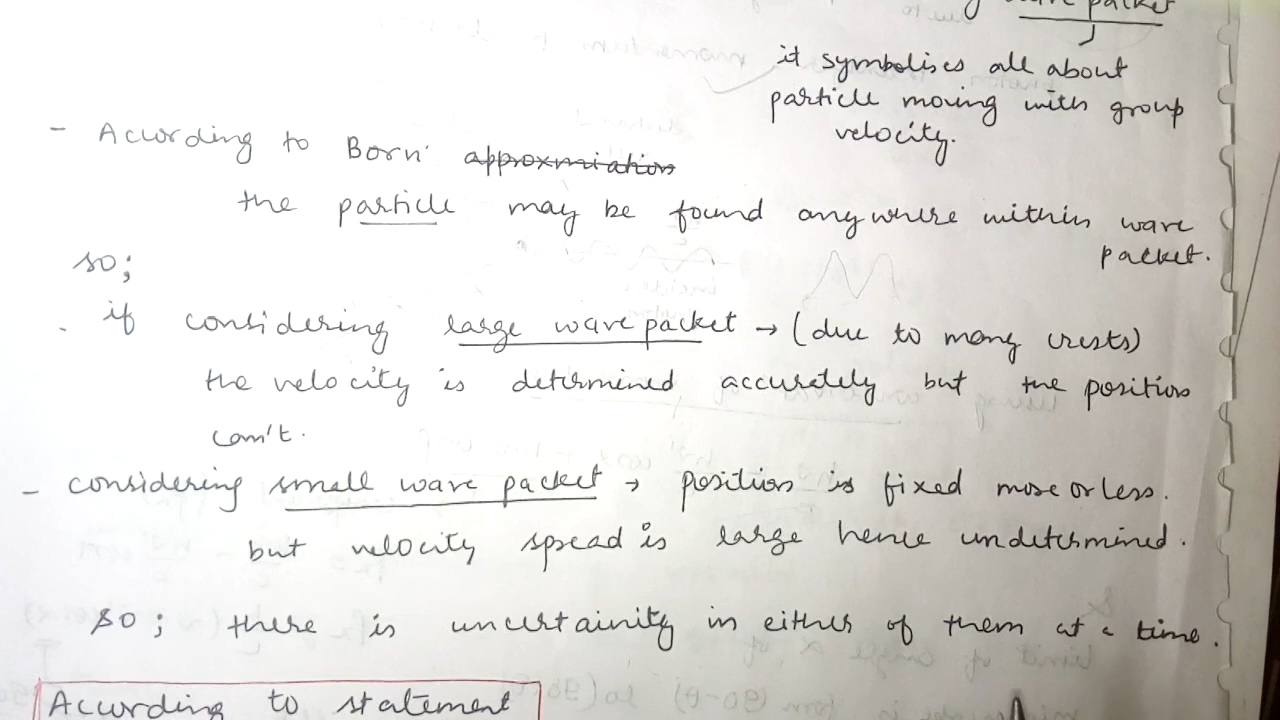 wave packet
it symbolises all about
particle moving with group
velocity.
- According to Born approxmiation
the particle may be found anywhere within wave
packet.
so;
. if considering large wave packet → (due to many crests)
the velocity is determined accurately but the position
can't.
- considering small wave packet → position is fixed more or less.
but velocity spread is large hence undetermined.
so; there is uncertainity in either of them at a time.
According to statement